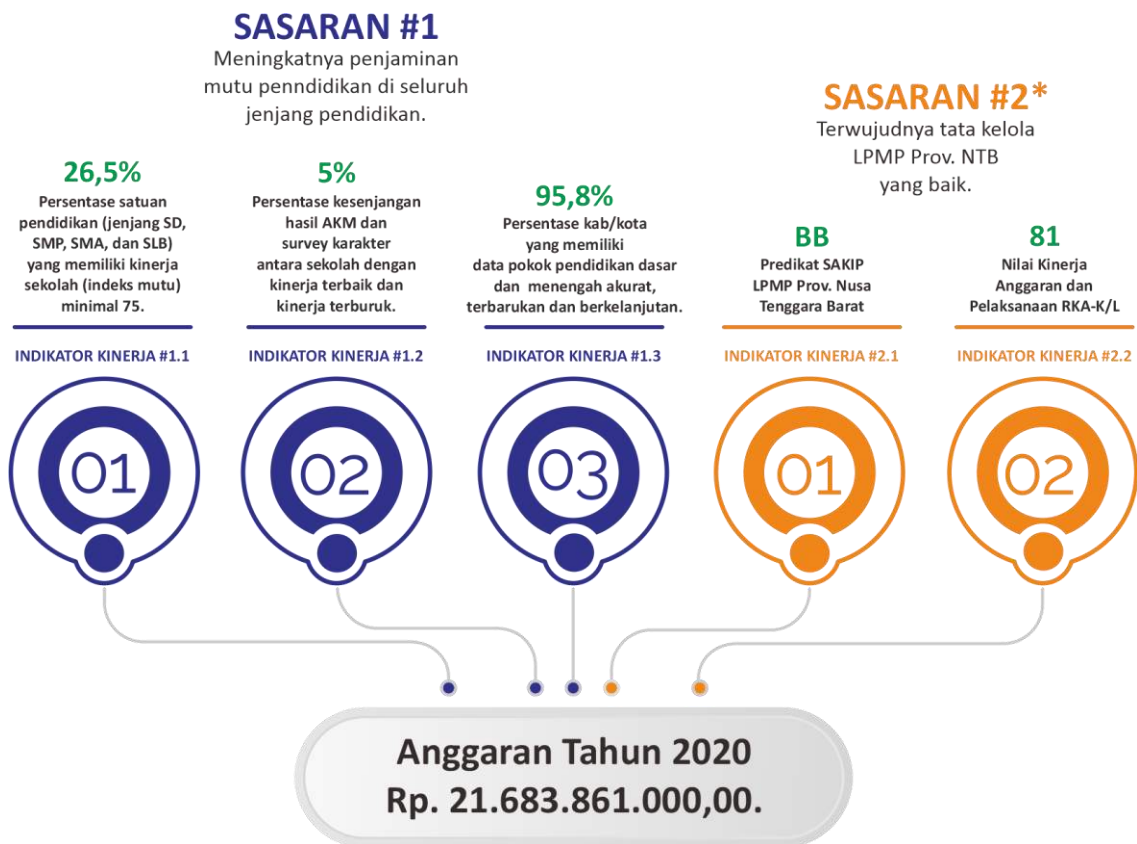 SASARAN #1
Meningkatnya penjaminan
mutu penndidikan di seluruh
jenjang pendidikan.
SASARAN #2*
Terwujudnya tata kelola
LPMP Prov. NTB
yang baik.
26,5%
Persentase satuan
pendidikan (jenjang SD,
SMP, SMA, dan SLB)
yang memiliki kinerja
sekolah (indeks mutu)
minimal 75.
INDIKATOR KINERJA #1.1
01
5%
Persentase kesenjangan
hasil AKM dan
survey karakter
antara sekolah dengan
kinerja terbaik dan
kinerja terburuk.
INDIKATOR KINERJA #1.2
02
95,8%
Persentase kab/kota
yang memiliki
data pokok pendidikan dasar
dan menengah akurat,
terbarukan dan berkelanjutan.
INDIKATOR KINERJA #1.3
03
BB
Predikat SAKIP
LPMP Prov. Nusa
Tenggara Barat
INDIKATOR KINERJA #2.1
01
81
Nilai Kinerja
Anggaran dan
Pelaksanaan RKA-K/L
INDIKATOR KINERJA #2.2
02
Anggaran Tahun 2020
Rp. 21.683.861.000,00.